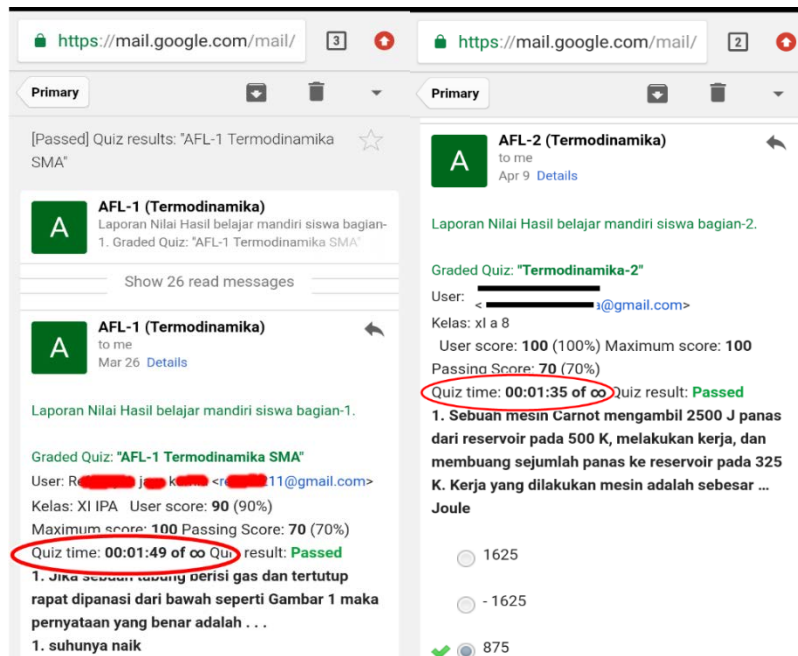 https://mail.google.com/mail/
3
Primary
[Passed] Quiz results: "AFL-1 Termodinamika
SMA"
A
AFL-1 (Termodinamika)
Laporan Nilai Hasil belajar mandiri siswa bagian-
1. Graded Quiz: "AFL-1 Termodinamika SMA"
Show 26 read messages
A
AFL-1 (Termodinamika)
to me
Mar 26 Details
Laporan Nilai Hasil belajar mandiri siswa bagian-1.
Graded Quiz: "AFL-1 Termodinamika SMA"
User: 11@gmail.com>
Kelas: XI IPA User score: 90 (90%)
Maximum score: 100 Passing Score: 70 (70%)
Quiz time: 00:01:49 of ∞ Quiz result: Passed
1. Jika sebuah tabung berisi gas dan tertutup
rapat dipanasi dari bawah seperti Gambar 1 maka
pernyataan yang benar adalah . . .
1. suhunya naik
https://mail.google.com/mail/
2
Primary
A
AFL-2 (Termodinamika)
to me
Apr 9 Details
Laporan Nilai Hasil belajar mandiri siswa bagian-2.
Graded Quiz: "Termodinamika-2"
User:
< a@gmail.com>
Kelas: xI a 8
User score: 100 (100%) Maximum score: 100
Passing Score: 70 (70%)
Quiz time: 00:01:35 of ∞ Quiz result: Passed
1. Sebuah mesin Carnot mengambil 2500 J panas
dari reservoir pada 500 K, melakukan kerja, dan
membuang sejumlah panas ke reservoir pada 325
K. Kerja yang dilakukan mesin adalah sebesar ...
Joule
1625
- 1625
875